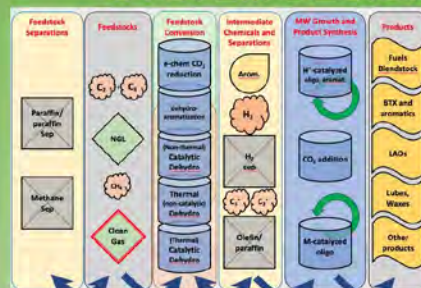 Feedstock
Separations
Paraffin/
paraffin
Sep
Methane
Sep
Feedstocks
C₂
C₃
NGL
CH₄
Clean
Gas
Feedstock
Conversion
e-chem CO₂
reduction
Dehydro-
aromatization
(Non-thermal)
Catalytic
Dehydro
Thermal
(non-catalytic)
Dehydro
(Thermal)
Catalytic
Dehydro
Intermediate
Chemicals and
Separations
Arom.
H₂
H₂
sep
Olefin/
paraffin
MW Growth and
Product Synthesis
H⁺-catalyzed
oligo, aromat.
CO₂ addition
M-catalyzed
oligo
Products
Fuels
Blendstock
BTX and
aromatics
LAOs
Lubes,
Waxes
Other
products